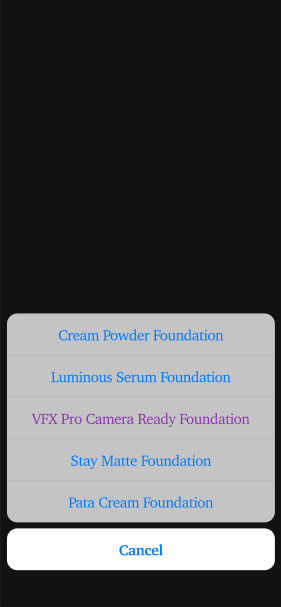 Cream Powder Foundation
Luminous Serum Foundation
VFX Pro Camera Ready Foundation
Stay Matte Foundation
Pata Cream Foundation
Cancel